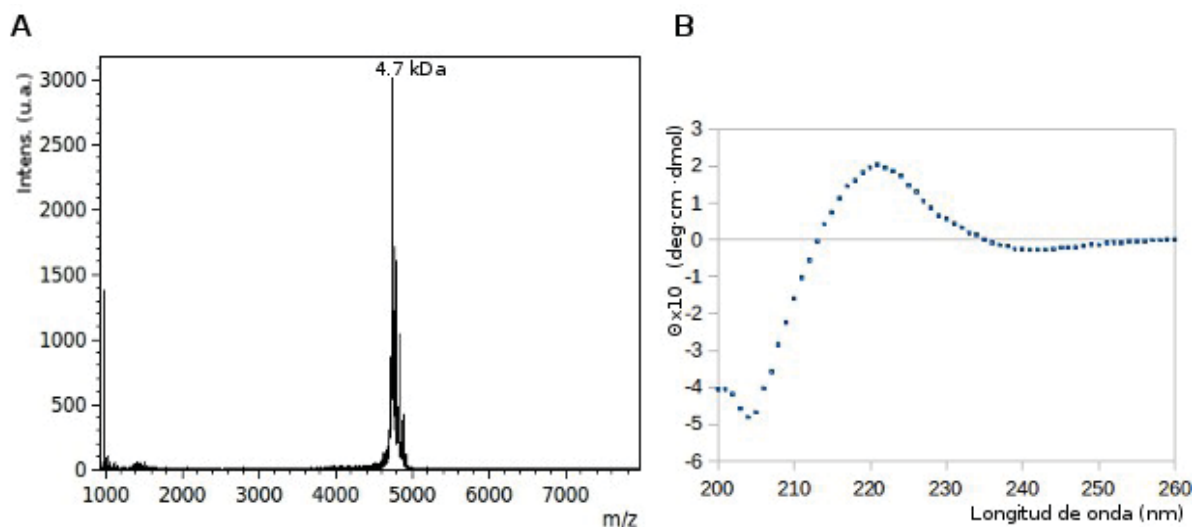 A
4.7 kDa
Intens. (u.a.)
3000
2500
2000
1500
1000
500
0
1000 2000 3000 4000 5000 6000 7000
m/z
B
Θx10 (deg·cm·dmol)
3
2
1
0
-1
-2
-3
-4
-5
-6
200 210 220 230 240 250 260
Longitud de onda (nm)